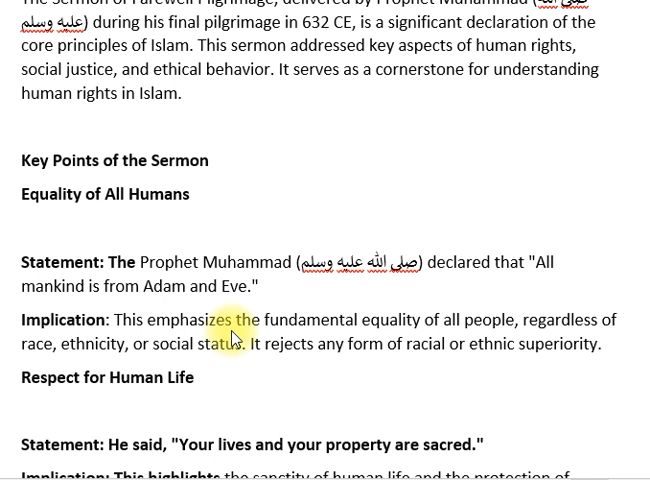 The Sermon of Farewell Pilgrimage, delivered by Prophet Muhammad (صلى الله
عليه وسلم) during his final pilgrimage in 632 CE, is a significant declaration of the
core principles of Islam. This sermon addressed key aspects of human rights,
social justice, and ethical behavior. It serves as a cornerstone for understanding
human rights in Islam.
Key Points of the Sermon
Equality of All Humans
Statement: The Prophet Muhammad (صلى الله عليه وسلم) declared that "All
mankind is from Adam and Eve."
Implication: This emphasizes the fundamental equality of all people, regardless of
race, ethnicity, or social status. It rejects any form of racial or ethnic superiority.
Respect for Human Life
Statement: He said, "Your lives and your property are sacred."
Implication: This highlights the sanctity of human life and the protection of